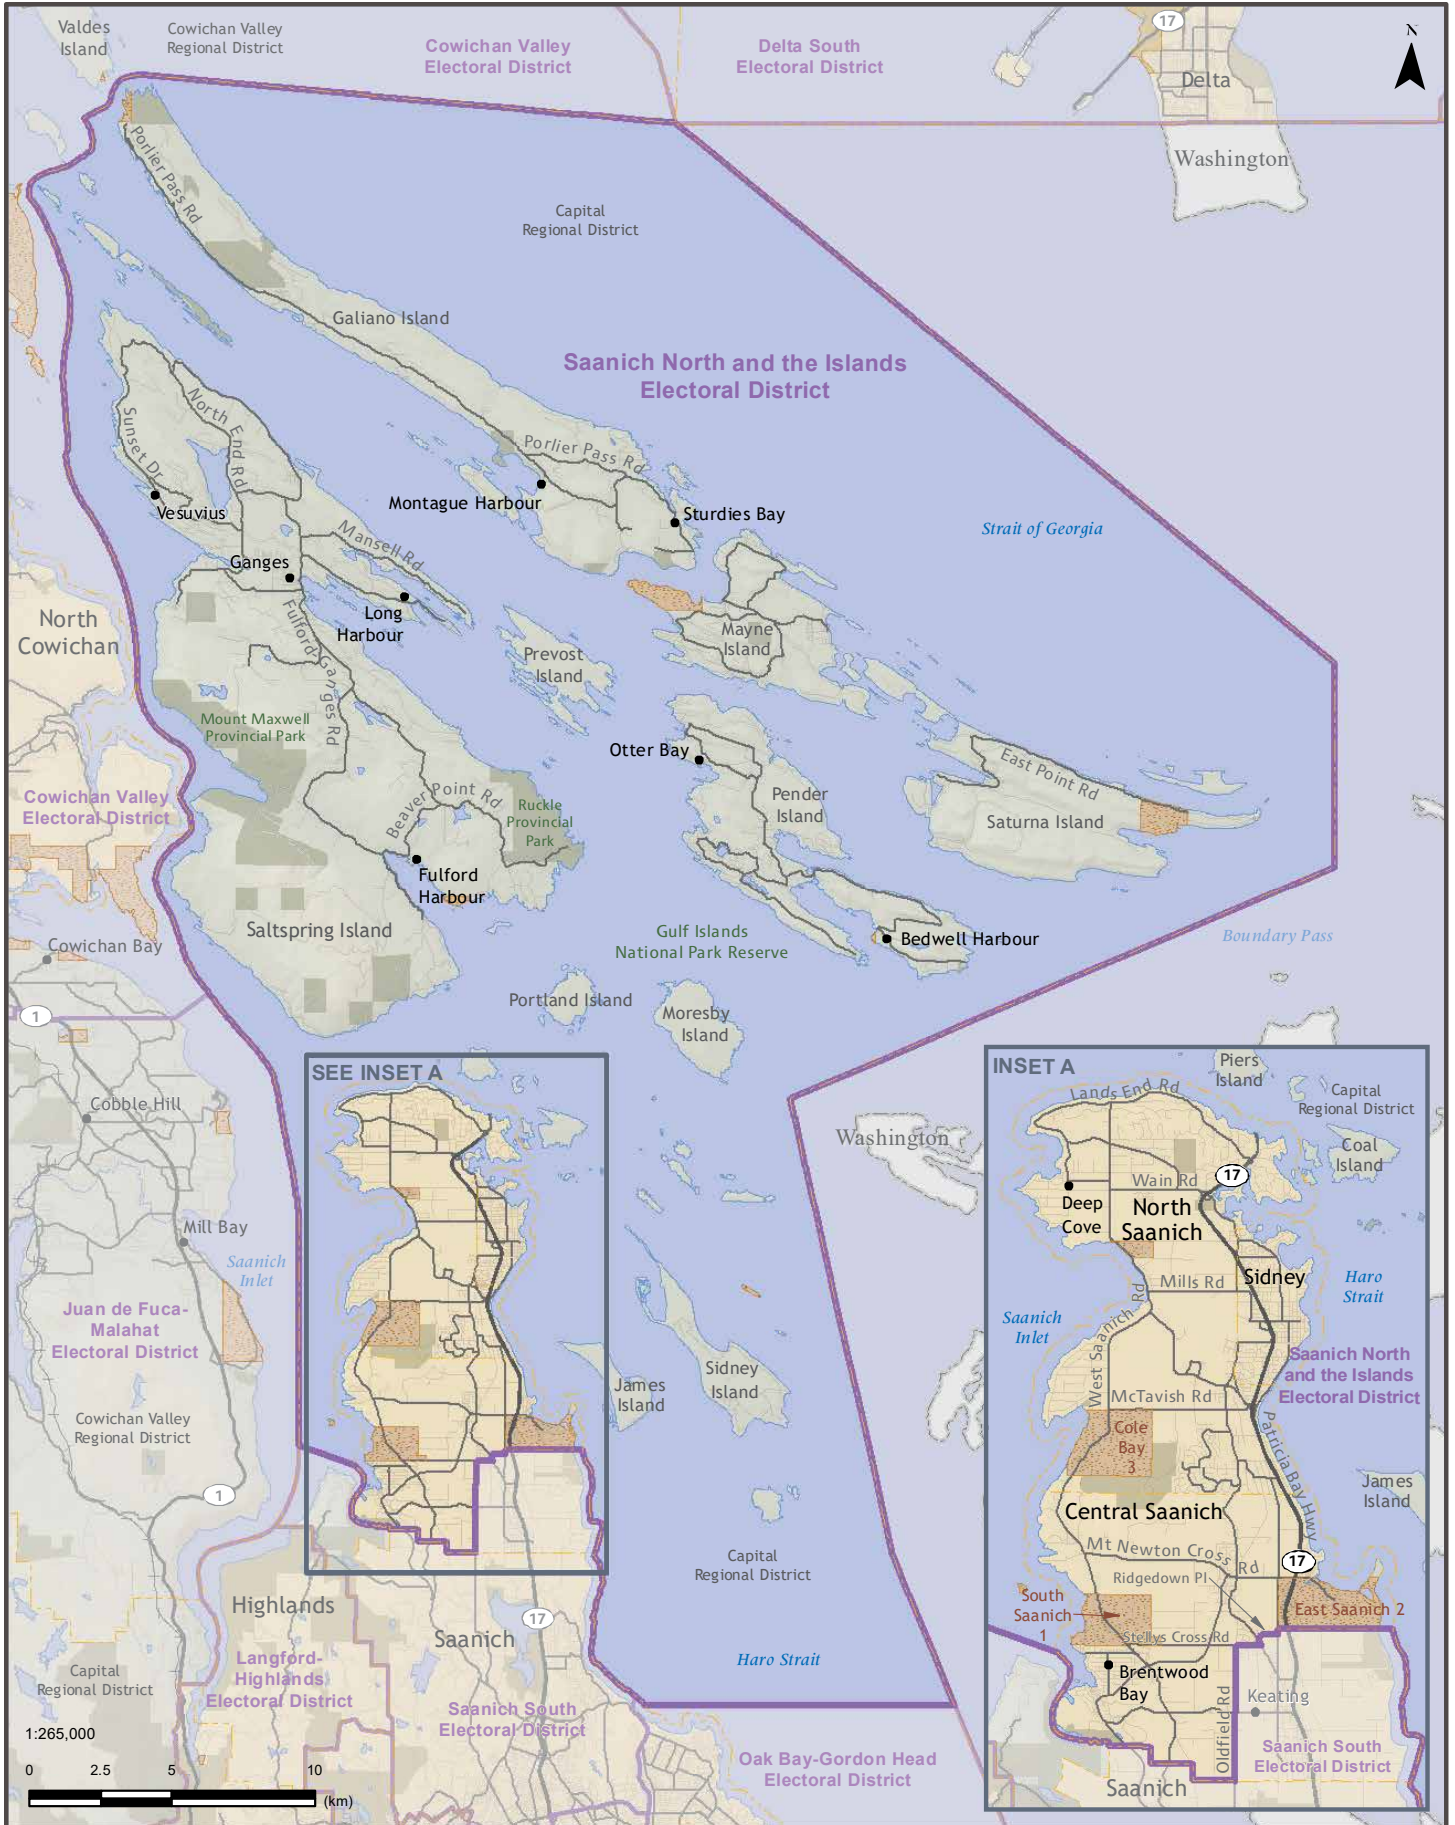 Valdes
Island
Cowichan Valley
Regional District
Cowichan Valley
Electoral District
Delta South
Electoral District
17
Delta
N
Washington
Porlier Pass Rd
Capital
Regional District
Galiano Island
Saanich North and the Islands
Electoral District
Sunset Dr
North End Rd
Porlier Pass Rd
Montague Harbour
Sturdies Bay
Vesuvius
Strait of Georgia
Mansell Rd
Ganges
Long
Harbour
North
Cowichan
Fulford-Ganges Rd
Mayne
Island
Prevost
Island
Mount Maxwell
Provincial Park
Otter Bay
East Point Rd
Cowichan Valley
Electoral District
Beaver Point Rd
Ruckle
Provincial
Park
Pender
Island
Saturna Island
Fulford
Harbour
Saltspring Island
Gulf Islands
National Park Reserve
Bedwell Harbour
Boundary Pass
Cowichan Bay
Portland Island
Moresby
Island
1
SEE INSET A
Cobble Hill
Washington
Mill Bay
Saanich
Inlet
Juan de Fuca-
Malahat
Electoral District
James
Island
Sidney
Island
Cowichan Valley
Regional District
1
Capital
Regional District
Highlands
17
Saanich
Langford-
Highlands
Electoral District
Haro Strait
Capital
Regional District
Saanich South
Electoral District
Oak Bay-Gordon Head
Electoral District
1:265,000
0 2.5 5 10
(km)
INSET A
Piers
Island
Lands End Rd
Capital
Regional District
Coal
Island
Wain Rd
17
Deep
Cove
North
Saanich
Mills Rd
Sidney
Haro
Strait
Saanich
Inlet
West Saanich Rd
Saanich North
and the Islands
Electoral District
McTavish Rd
Cole
Bay
3
Patricia Bay Hwy
James
Island
Central Saanich
Mt Newton Cross Rd
17
Ridgedown Pl
South
Saanich
1
East Saanich 2
Stellys Cross Rd
Brentwood
Bay
Oldfield Rd
Keating
Saanich South
Electoral District
Saanich